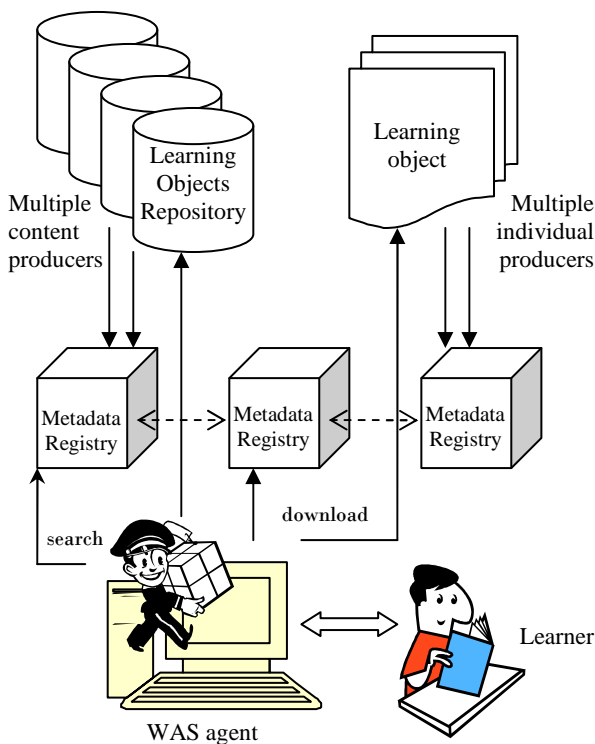 Learning
Objects
Repository
Learning
object
Multiple
content
producers
Multiple
individual
producers
Metadata
Registry
Metadata
Registry
Metadata
Registry
search
download
Learner
WAS agent